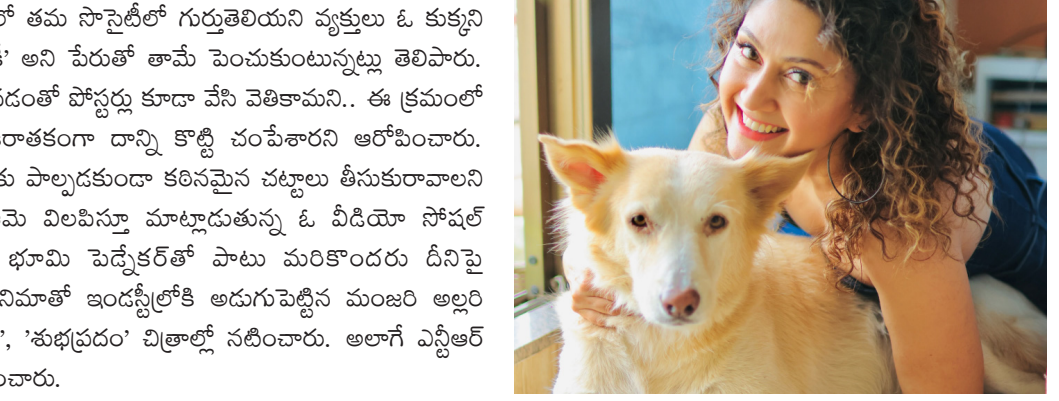 తమ సొసైటీలో గుర్తుతెలియని వ్యక్తులు ఓ కుక్కని
అని పేరుతో తామే పెంచుకుంటున్నట్లు తెలిపారు.
పోస్టర్లు కూడా వేసి వెతికామని.. ఈ క్రమంలో
దాన్ని కొట్టి చంపేశారని ఆరోపించారు.
పాల్పడకుండా కఠినమైన చట్టాలు తీసుకురావాలని
విలపిస్తూ మాట్లాడుతున్న ఓ వీడియో సోషల్
భూమి పెడ్నేకర్‌తో పాటు మరికొందరు దీనిపై
ఇండస్ట్రీలోకి అడుగుపెట్టిన మంజరి అల్లరి
’, ’శుభప్రదం’ చిత్రాల్లో నటించారు. అలాగే ఎన్టీఆర్